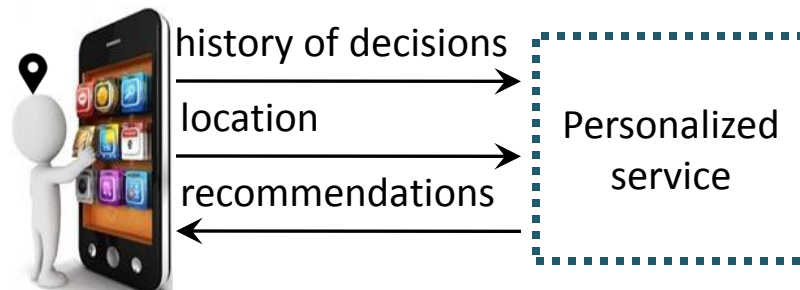 history of decisions
location
recommendations
Personalized
service